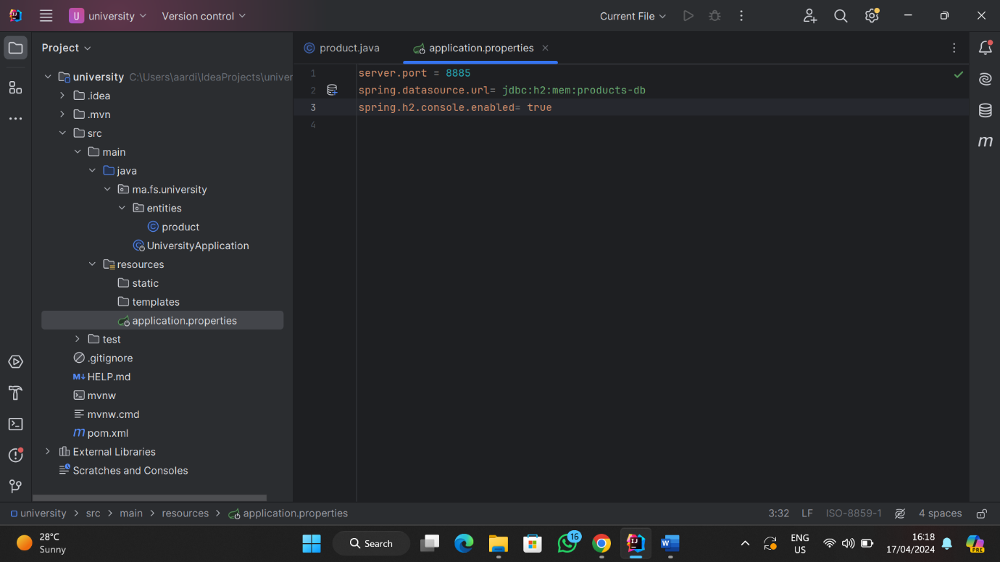 U university Version control Current File
Project
product.java application.properties
university C:\Users\aardi\IdeaProjects\univer
.idea
.mvn
src
main
java
ma.fs.university
entities
product
UniversityApplication
resources
static
templates
application.properties
test
.gitignore
M↓ HELP.md
mvnw
mvnw.cmd
m pom.xml
External Libraries
Scratches and Consoles
1 server.port = 8885
2 spring.datasource.url= jdbc:h2:mem:products-db
3 spring.h2.console.enabled= true
4
m
university > src > main > resources > application.properties 3:32 LF ISO-8859-1 4 spaces
28°C
Sunny
Search
16
ENG
US
16:18
17/04/2024
PRE